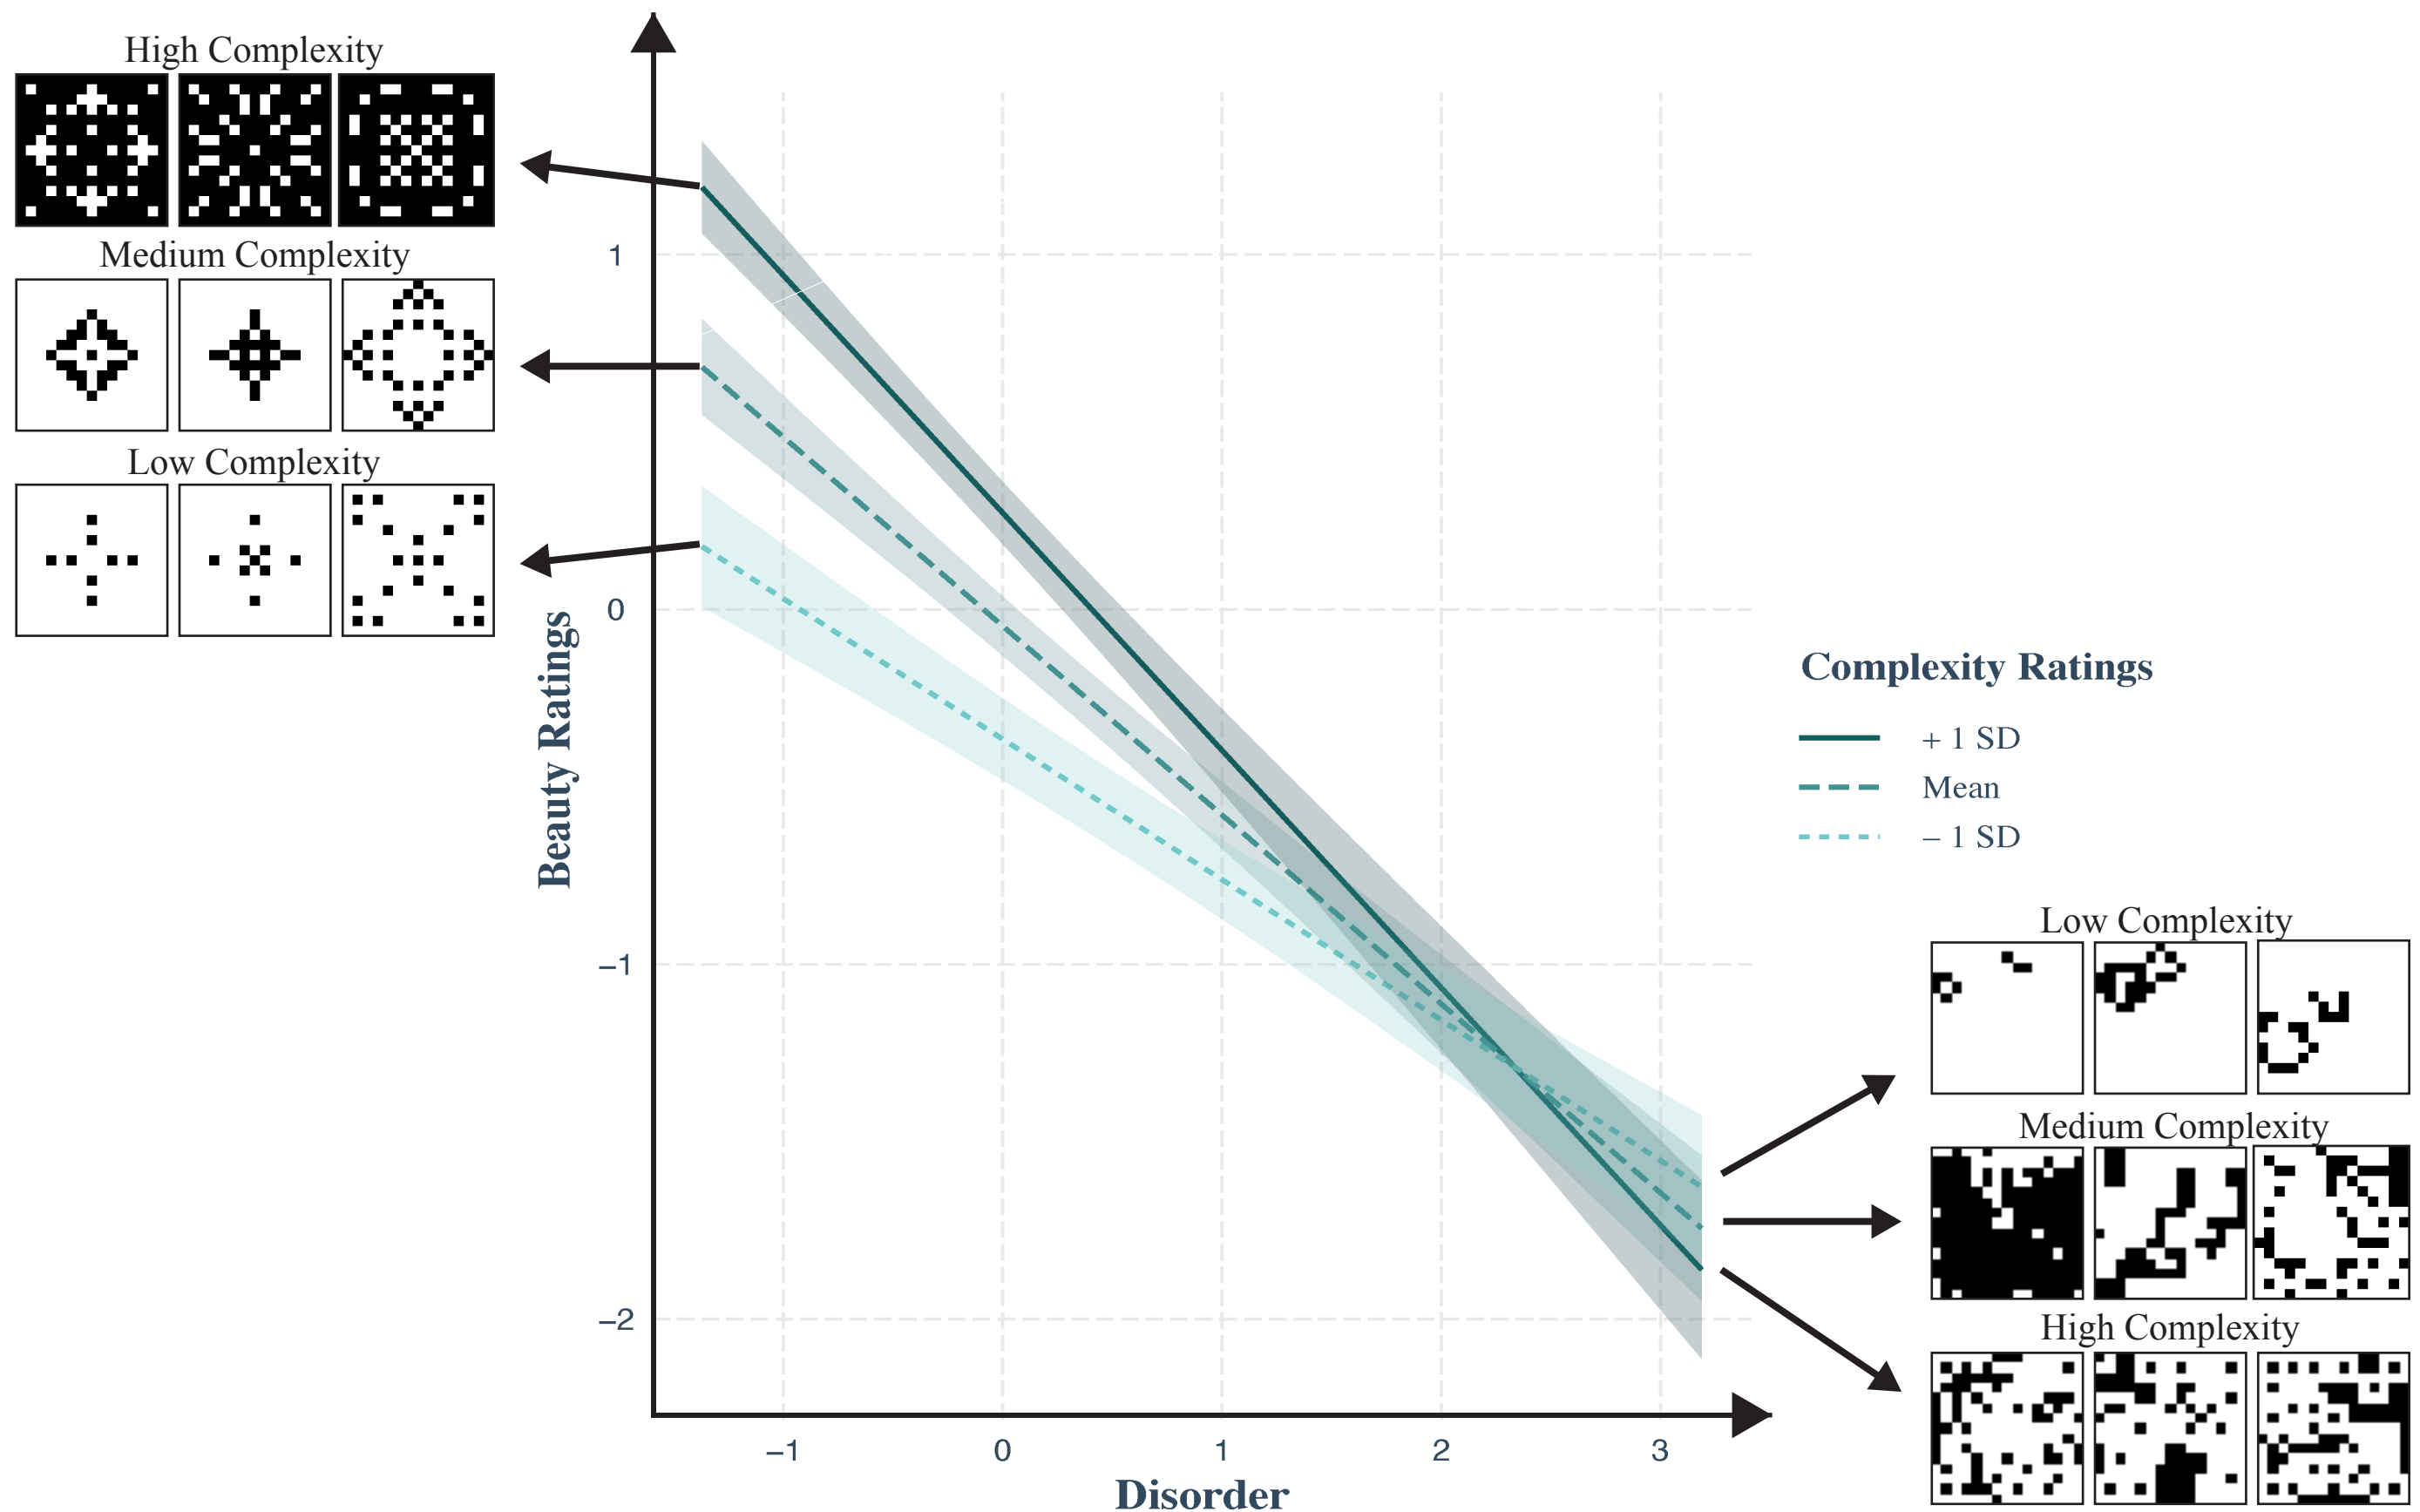 High Complexity
Medium Complexity
Low Complexity
1
0
−1
−2
Beauty Ratings
−1
0
1
2
3
Disorder
Complexity Ratings
+ 1 SD
Mean
− 1 SD
Low Complexity
Medium Complexity
High Complexity